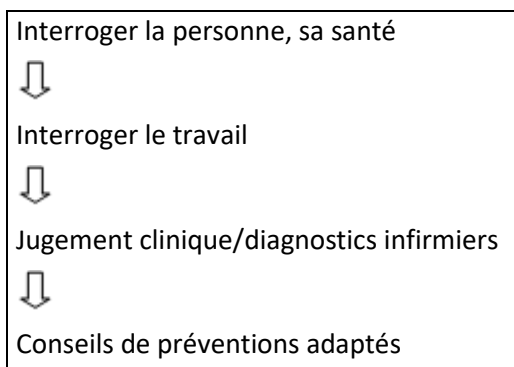 Interroger la personne, sa santé
Interroger le travail
Jugement clinique/diagnostics infirmiers
Conseils de préventions adaptés